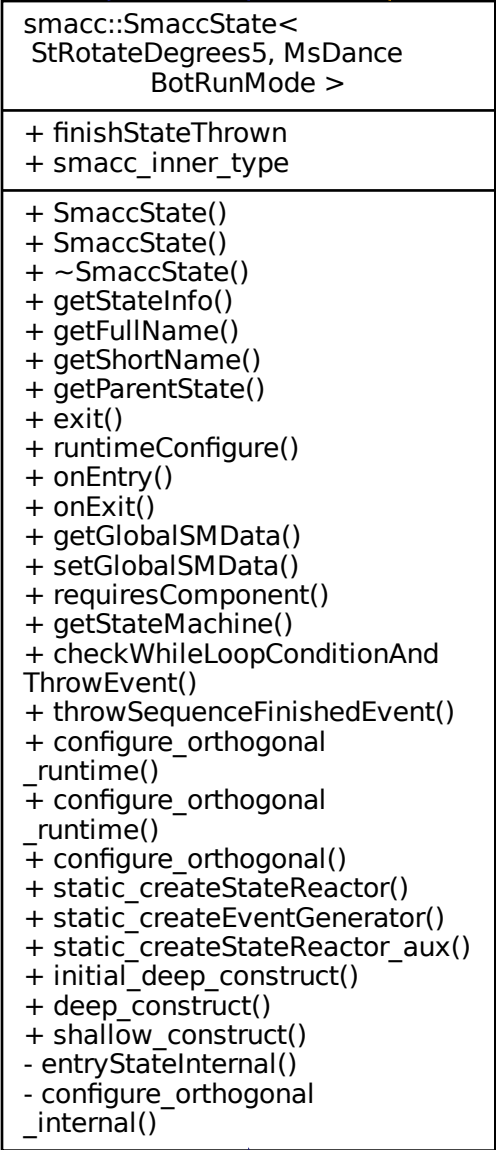 smacc::SmaccState<
StRotateDegrees5, MsDance
BotRunMode >
+ finishStateThrown
+ smacc_inner_type
+ SmaccState()
+ SmaccState()
+ ~SmaccState()
+ getStateInfo()
+ getFullName()
+ getShortName()
+ getParentState()
+ exit()
+ runtimeConfigure()
+ onEntry()
+ onExit()
+ getGlobalSMData()
+ setGlobalSMData()
+ requiresComponent()
+ getStateMachine()
+ checkWhileLoopConditionAnd
ThrowEvent()
+ throwSequenceFinishedEvent()
+ configure_orthogonal
_runtime()
+ configure_orthogonal
_runtime()
+ configure_orthogonal()
+ static_createStateReactor()
+ static_createEventGenerator()
+ static_createStateReactor_aux()
+ initial_deep_construct()
+ deep_construct()
+ shallow_construct()
- entryStateInternal()
- configure_orthogonal
_internal()